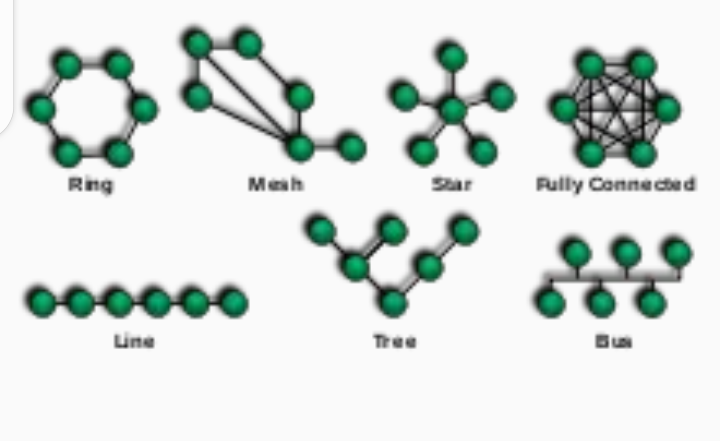 Ring
Mesh
Star
Fully Connected
Line
Tree
Bus